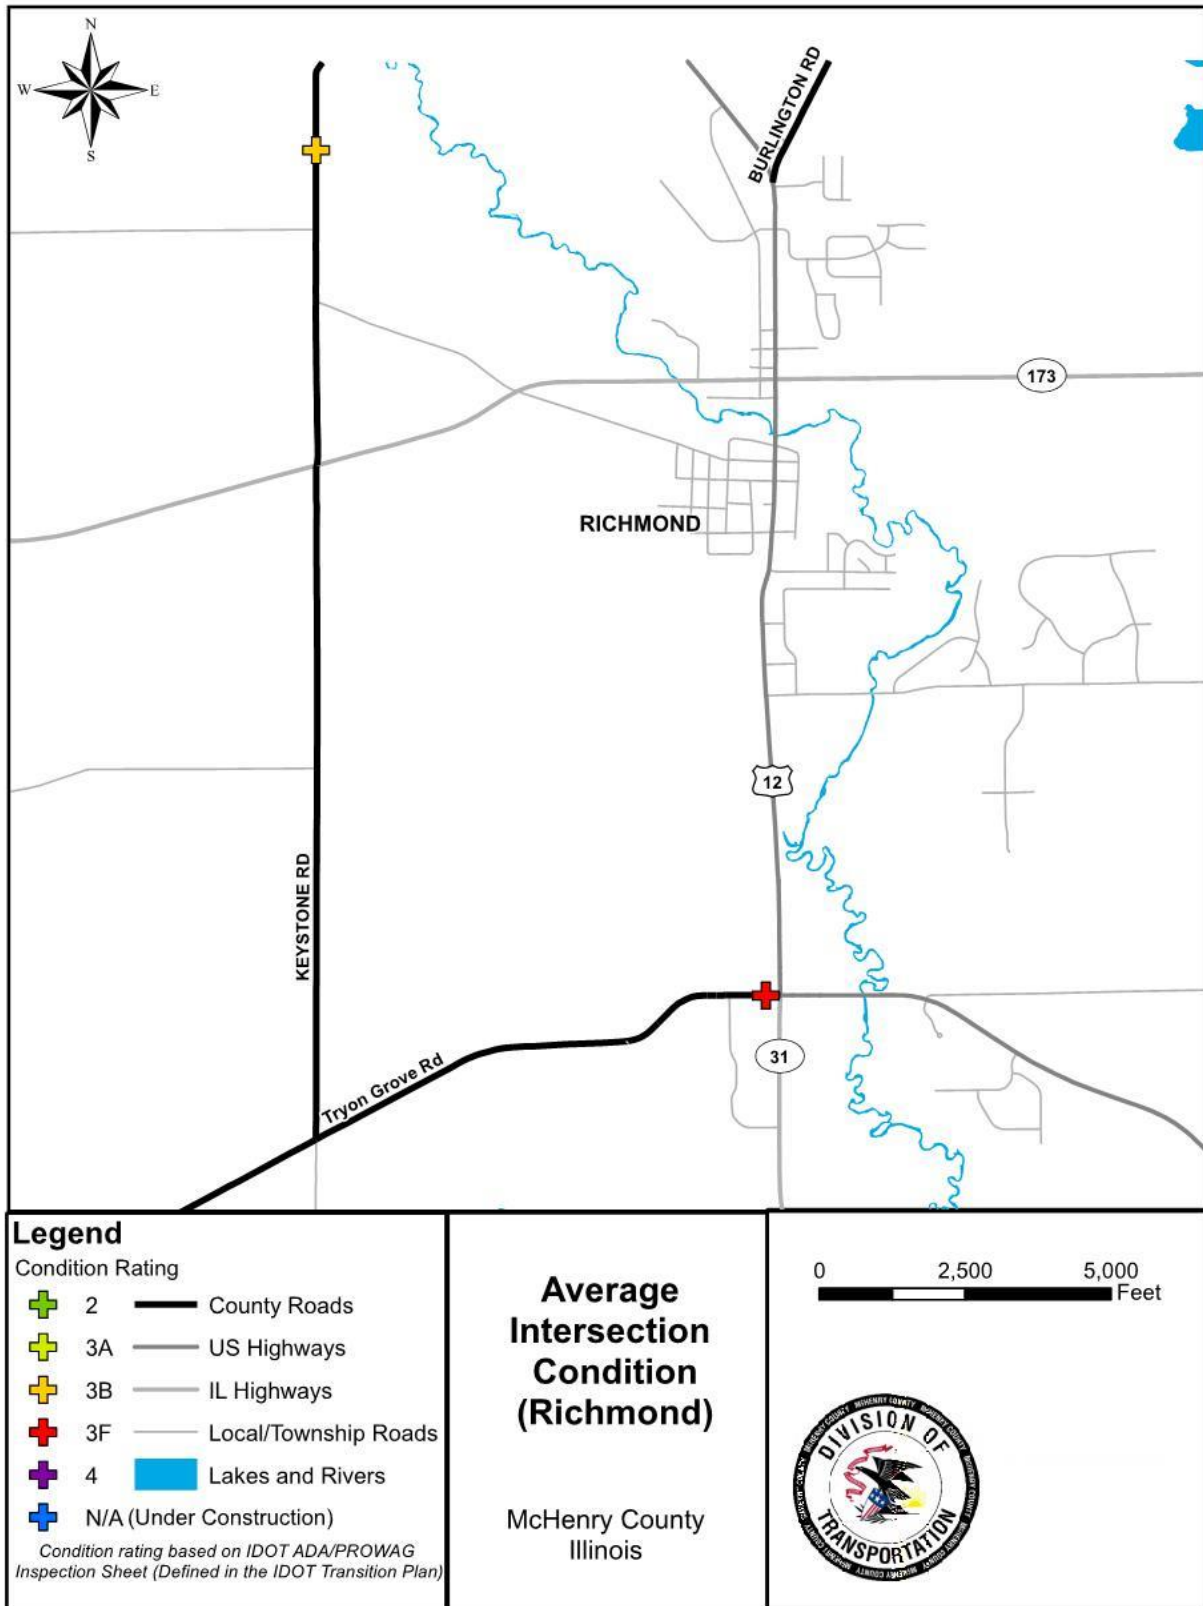 N
W
E
S
BURLINGTON RD
173
RICHMOND
12
KEYSTONE RD
31
Tryon Grove Rd
Legend
Condition Rating
2
County Roads
3A
US Highways
3B
IL Highways
3F
Local/Township Roads
4
Lakes and Rivers
N/A (Under Construction)
Condition rating based on IDOT ADA/PROWAG
Inspection Sheet (Defined in the IDOT Transition Plan)
Average
Intersection
Condition
(Richmond)
McHenry County
Illinois
0 2,500 5,000
Feet
DIVISION OF
TRANSPORTATION